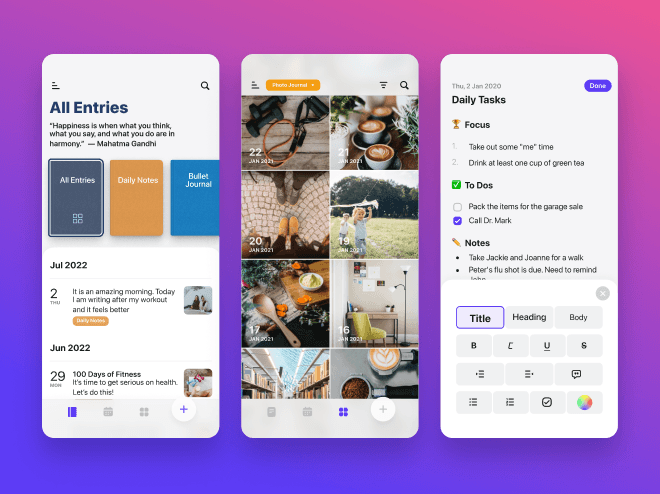 All Entries
“Happiness is when what you think,
what you say, and what you do are in
harmony.” — Mahatma Gandhi
All Entries
Daily Notes
Bullet
Journal
Jul 2022
2
THU
It is an amazing morning. Today
I am writing after my workout
and it feels better
Daily Notes
Jun 2022
29
MON
100 Days of Fitness
It's time to get serious on health.
Let's do this!
Photo Journal
22
JAN 2021
21
JAN 2021
20
JAN 2021
19
JAN 2021
17
JAN 2021
16
JAN 2021
Thu, 2 Jan 2020
Done
Daily Tasks
Focus
1. Take out some “me” time
2. Drink at least one cup of green tea
To Dos
Pack the items for the garage sale
Call Dr. Mark
Notes
Take Jackie and Joanne for a walk
Peter's flu shot is due. Need to remind
Title
Heading
Body
B
I
U
S